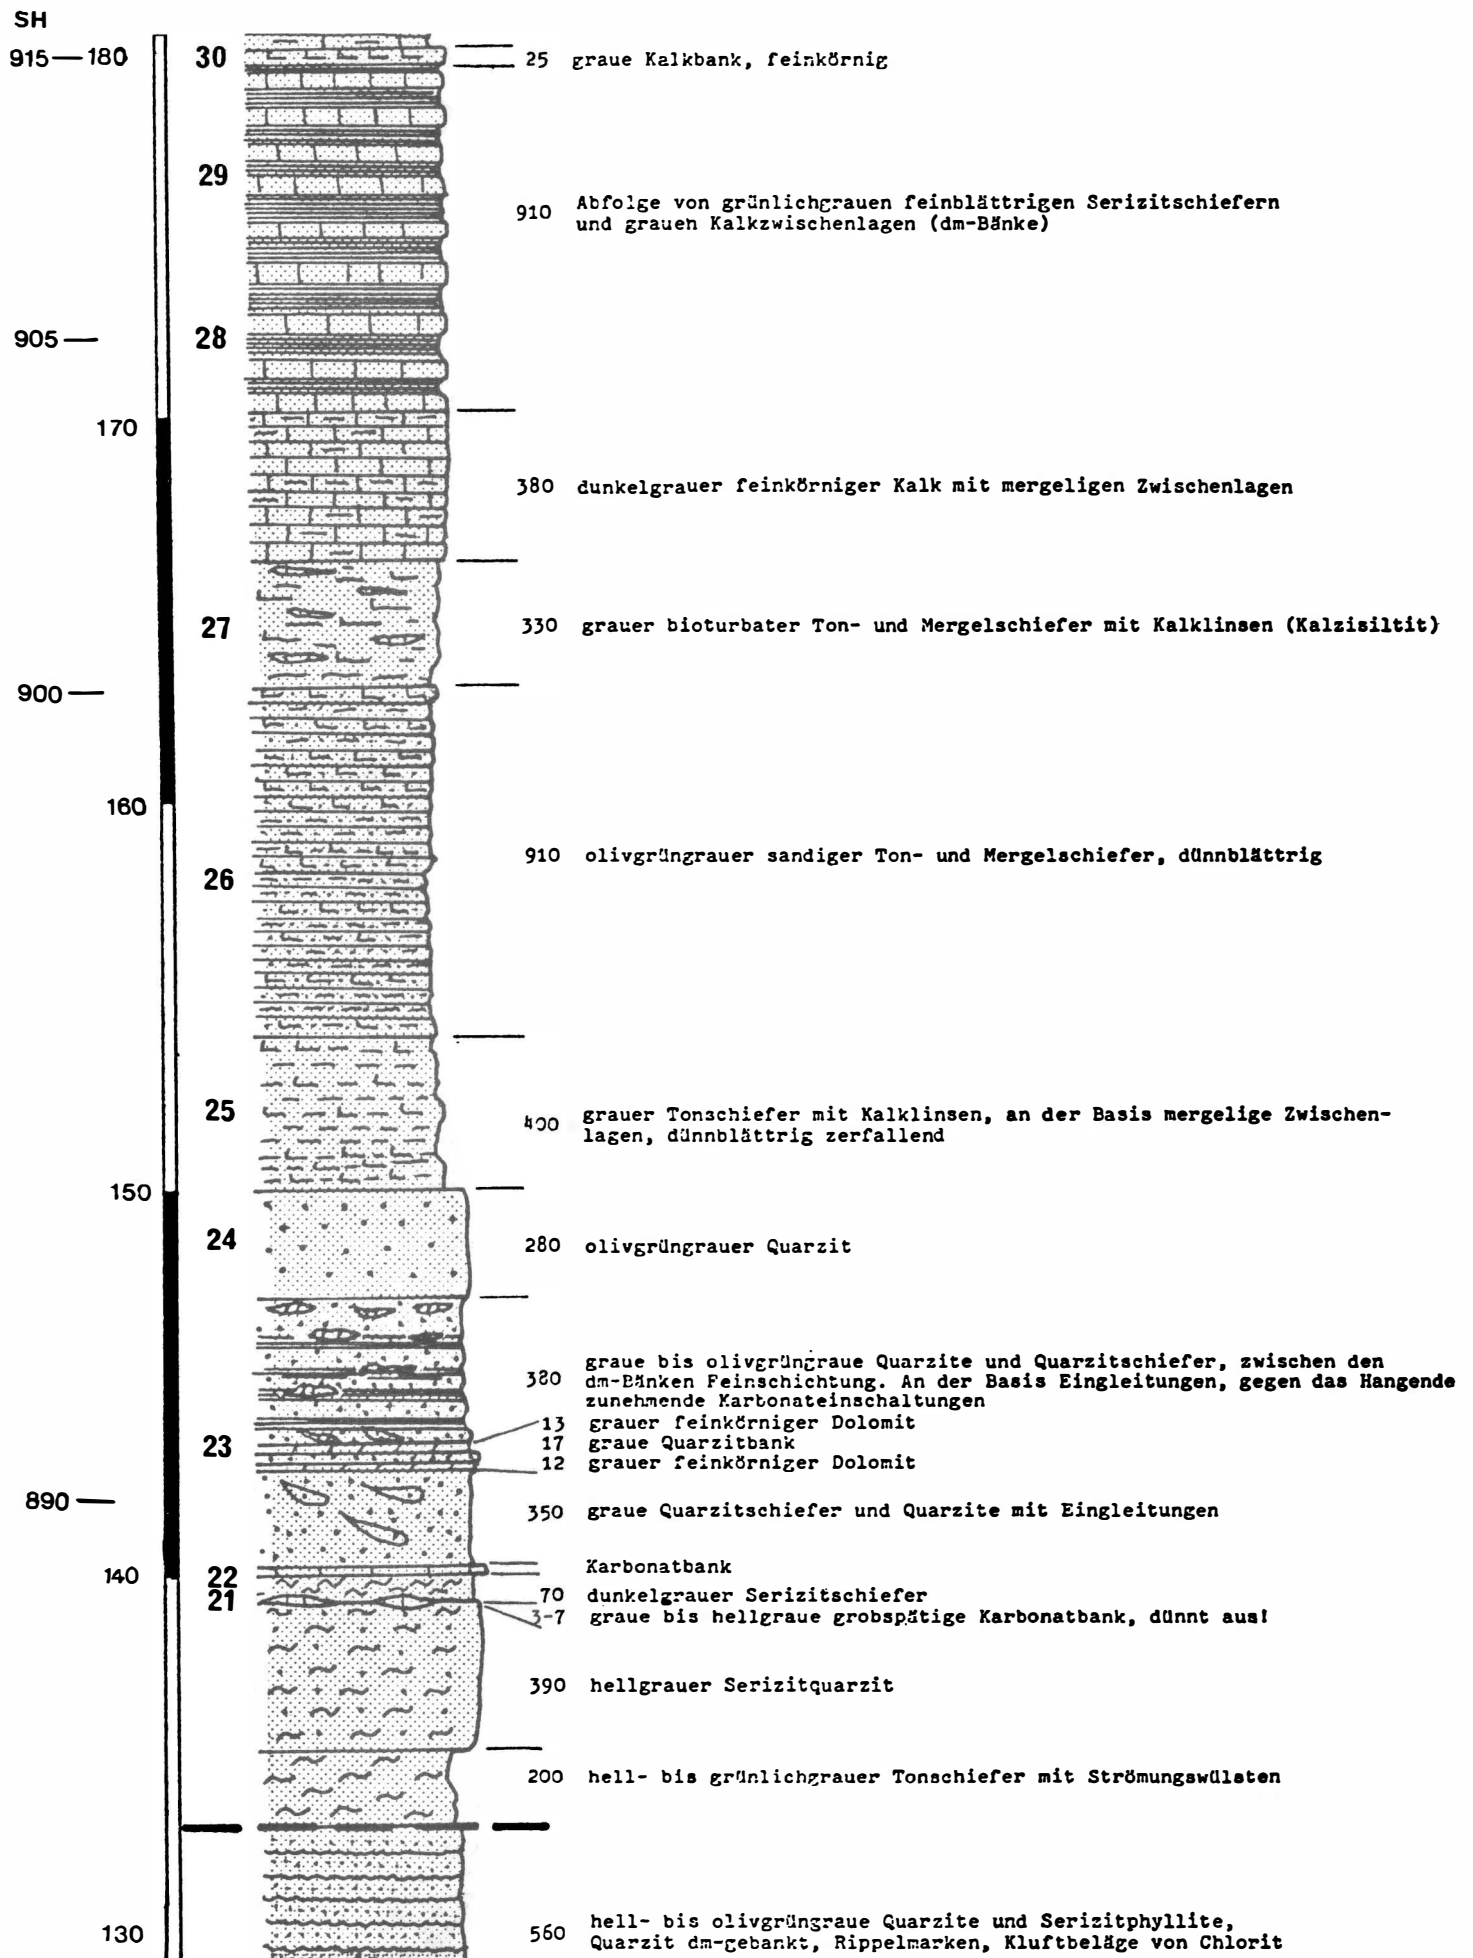 SH
915 — 180 30 25 graue Kalkbank, feinkörnig
29
910 Abfolge von grünlichgrauen feinblättrigen Serizitschiefern
und grauen Kalkzwischenlagen (dm-Bänke)
905 — 28
170
380 dunkelgrauer feinkörniger Kalk mit mergeligen Zwischenlagen
27 330 grauer bioturbater Ton- und Mergelschiefer mit Kalklinsen (Kalzisiltit)
900 —
160
910 olivgrüngrauer sandiger Ton- und Mergelschiefer, dünnblättrig
26
25 400 grauer Tonschiefer mit Kalklinsen, an der Basis mergelige Zwischen-
lagen, dünnblättrig zerfallend
150
24 280 olivgrüngrauer Quarzit
380 graue bis olivgrüngraue Quarzite und Quarzitschiefer, zwischen den
dm-Bänken Feinschichtung. An der Basis Eingleitungen, gegen das Hangende
zunehmende Karbonateinschaltungen
13 grauer feinkörniger Dolomit
23 17 graue Quarzitbank
12 grauer feinkörniger Dolomit
890 — 350 graue Quarzitschiefer und Quarzite mit Eingleitungen
Karbonatbank
140 22
21 70 dunkelgrauer Serizitschiefer
3-7 graue bis hellgraue grobspätige Karbonatbank, dünnt aus!
390 hellgrauer Serizitquarzit
200 hell- bis grünlichgrauer Tonschiefer mit Strömungswülsten
130 560 hell- bis olivgrüngraue Quarzite und Serizitphyllite,
Quarzit dm-gebankt, Rippelmarken, Kluftbeläge von Chlorit